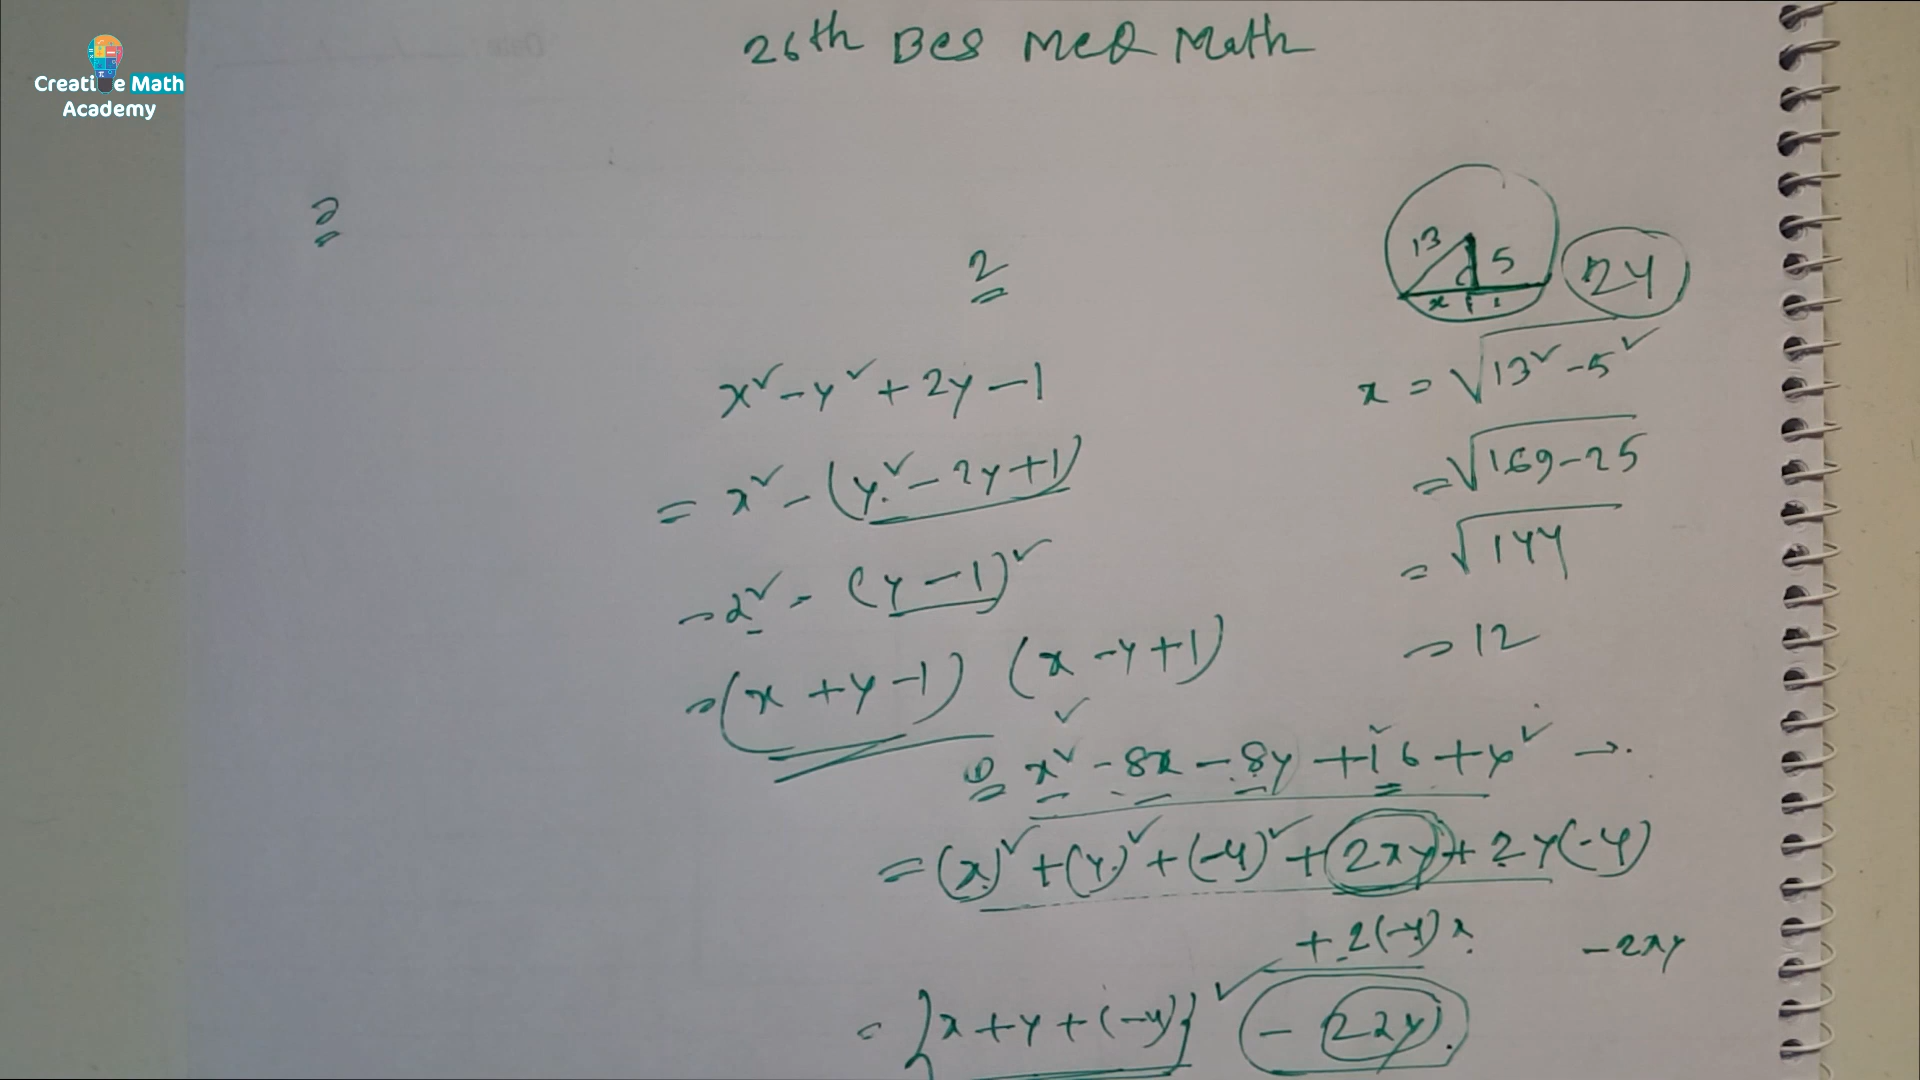 Creative Math
Academy
26th Bcs McQ Math
2
2
x² - y² + 2y - 1
= x² - (y² - 2y + 1)
= x² - (y - 1)²
= (x + y - 1) (x - y + 1)
13 5
x
24
x = √13² - 5²
= √169 - 25
= √144
= 12
x² - 8x - 8y + 16 + y² →
= (x)² + (y)² + (-4)² + 2xy + 2y(-4)
+ 2(-4)x
- 2xy
= {x + y + (-4)}² - 2xy